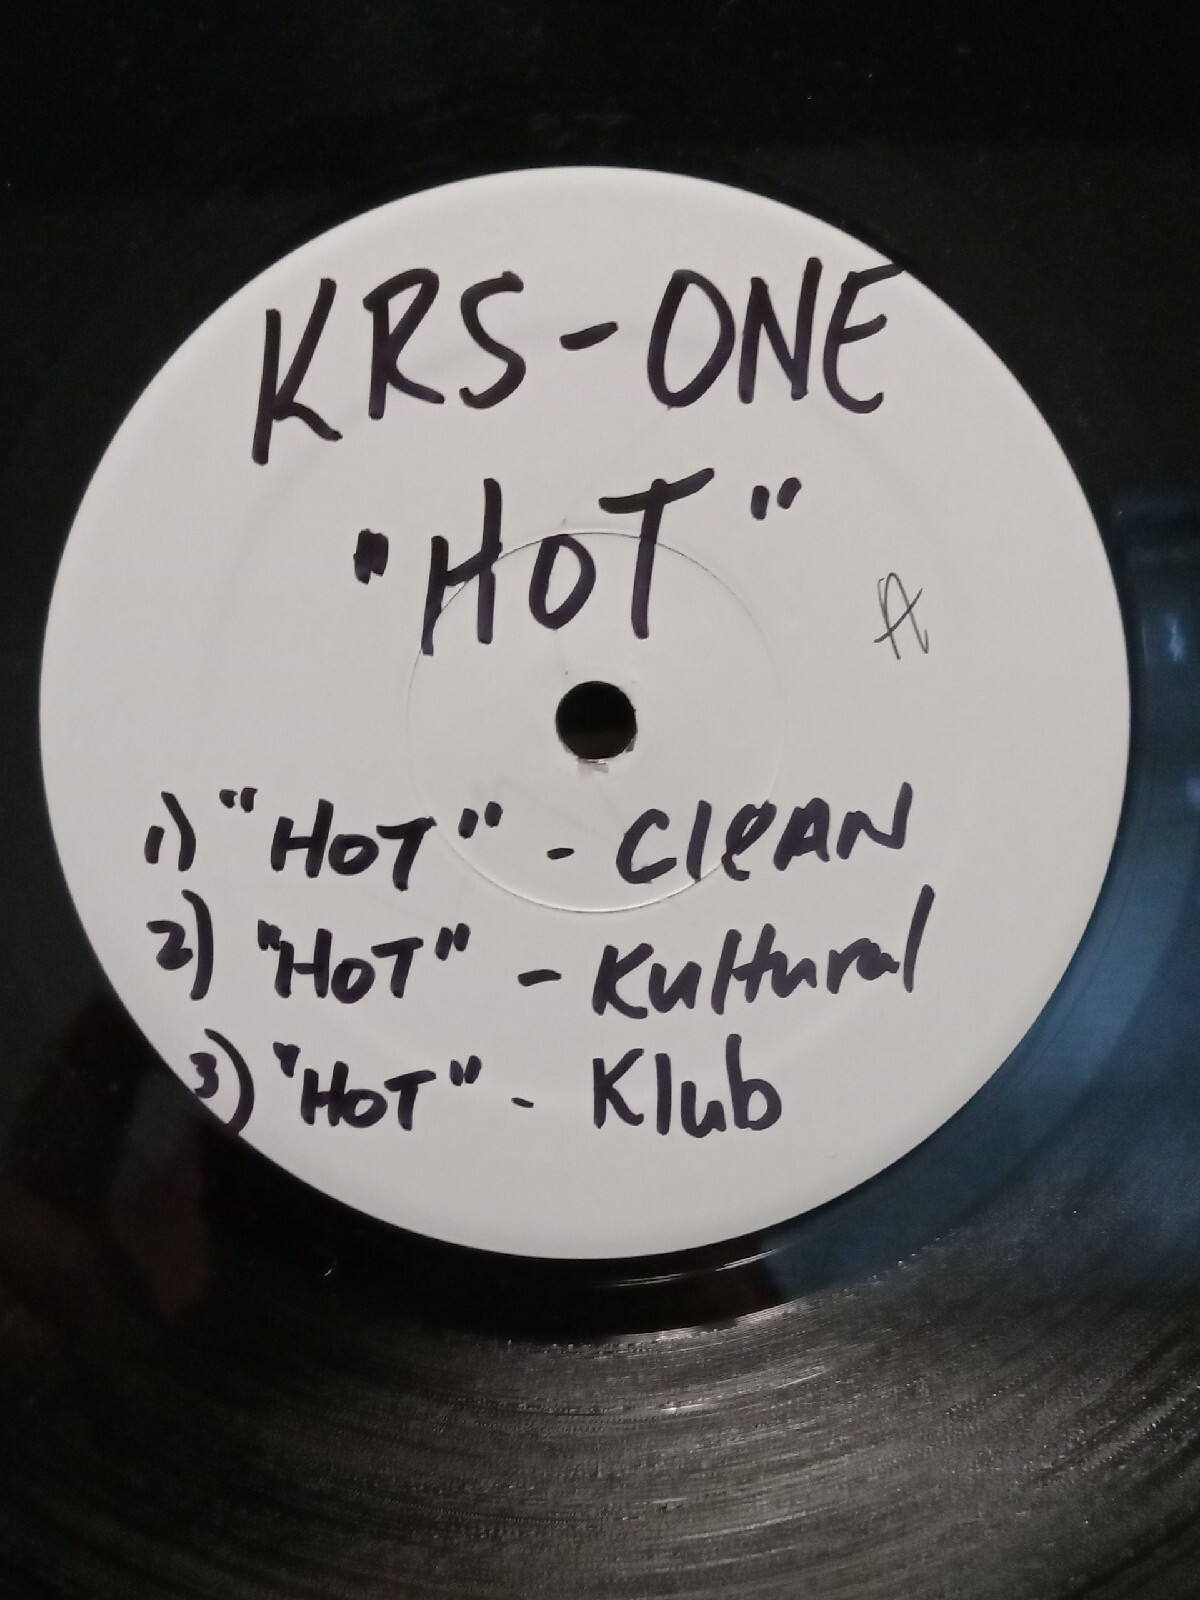 KRS-ONE
"HOT"
A
1) "HOT" - Clean
2) "HOT" - Kultural
3) "HOT" - Klub